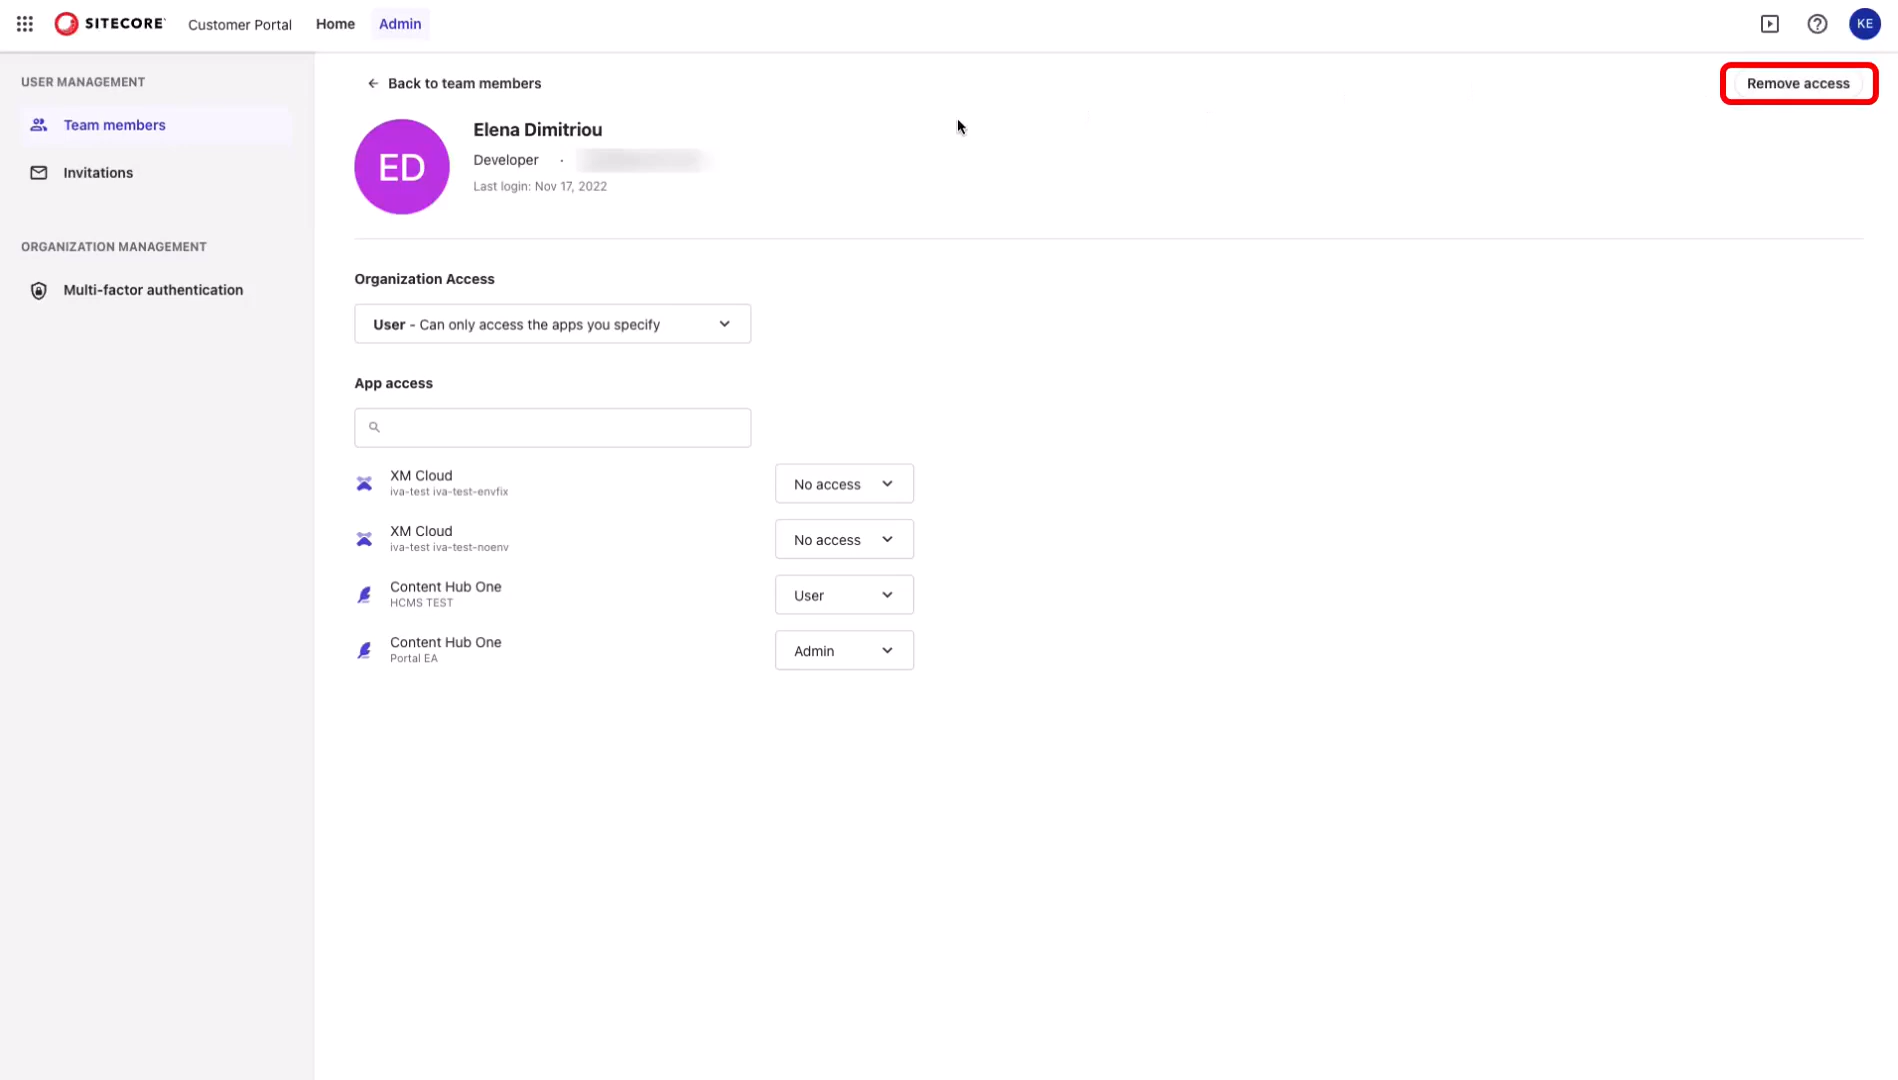 SITECORE
Customer Portal
Home
Admin
KE
USER MANAGEMENT
Team members
Invitations
ORGANIZATION MANAGEMENT
Multi-factor authentication
Back to team members
Remove access
ED
Elena Dimitriou
Developer ·
Last login: Nov 17, 2022
Organization Access
User - Can only access the apps you specify
App access
XM Cloud
iva-test iva-test-envfix
No access
XM Cloud
iva-test iva-test-noenv
No access
Content Hub One
HCMS TEST
User
Content Hub One
Portal EA
Admin